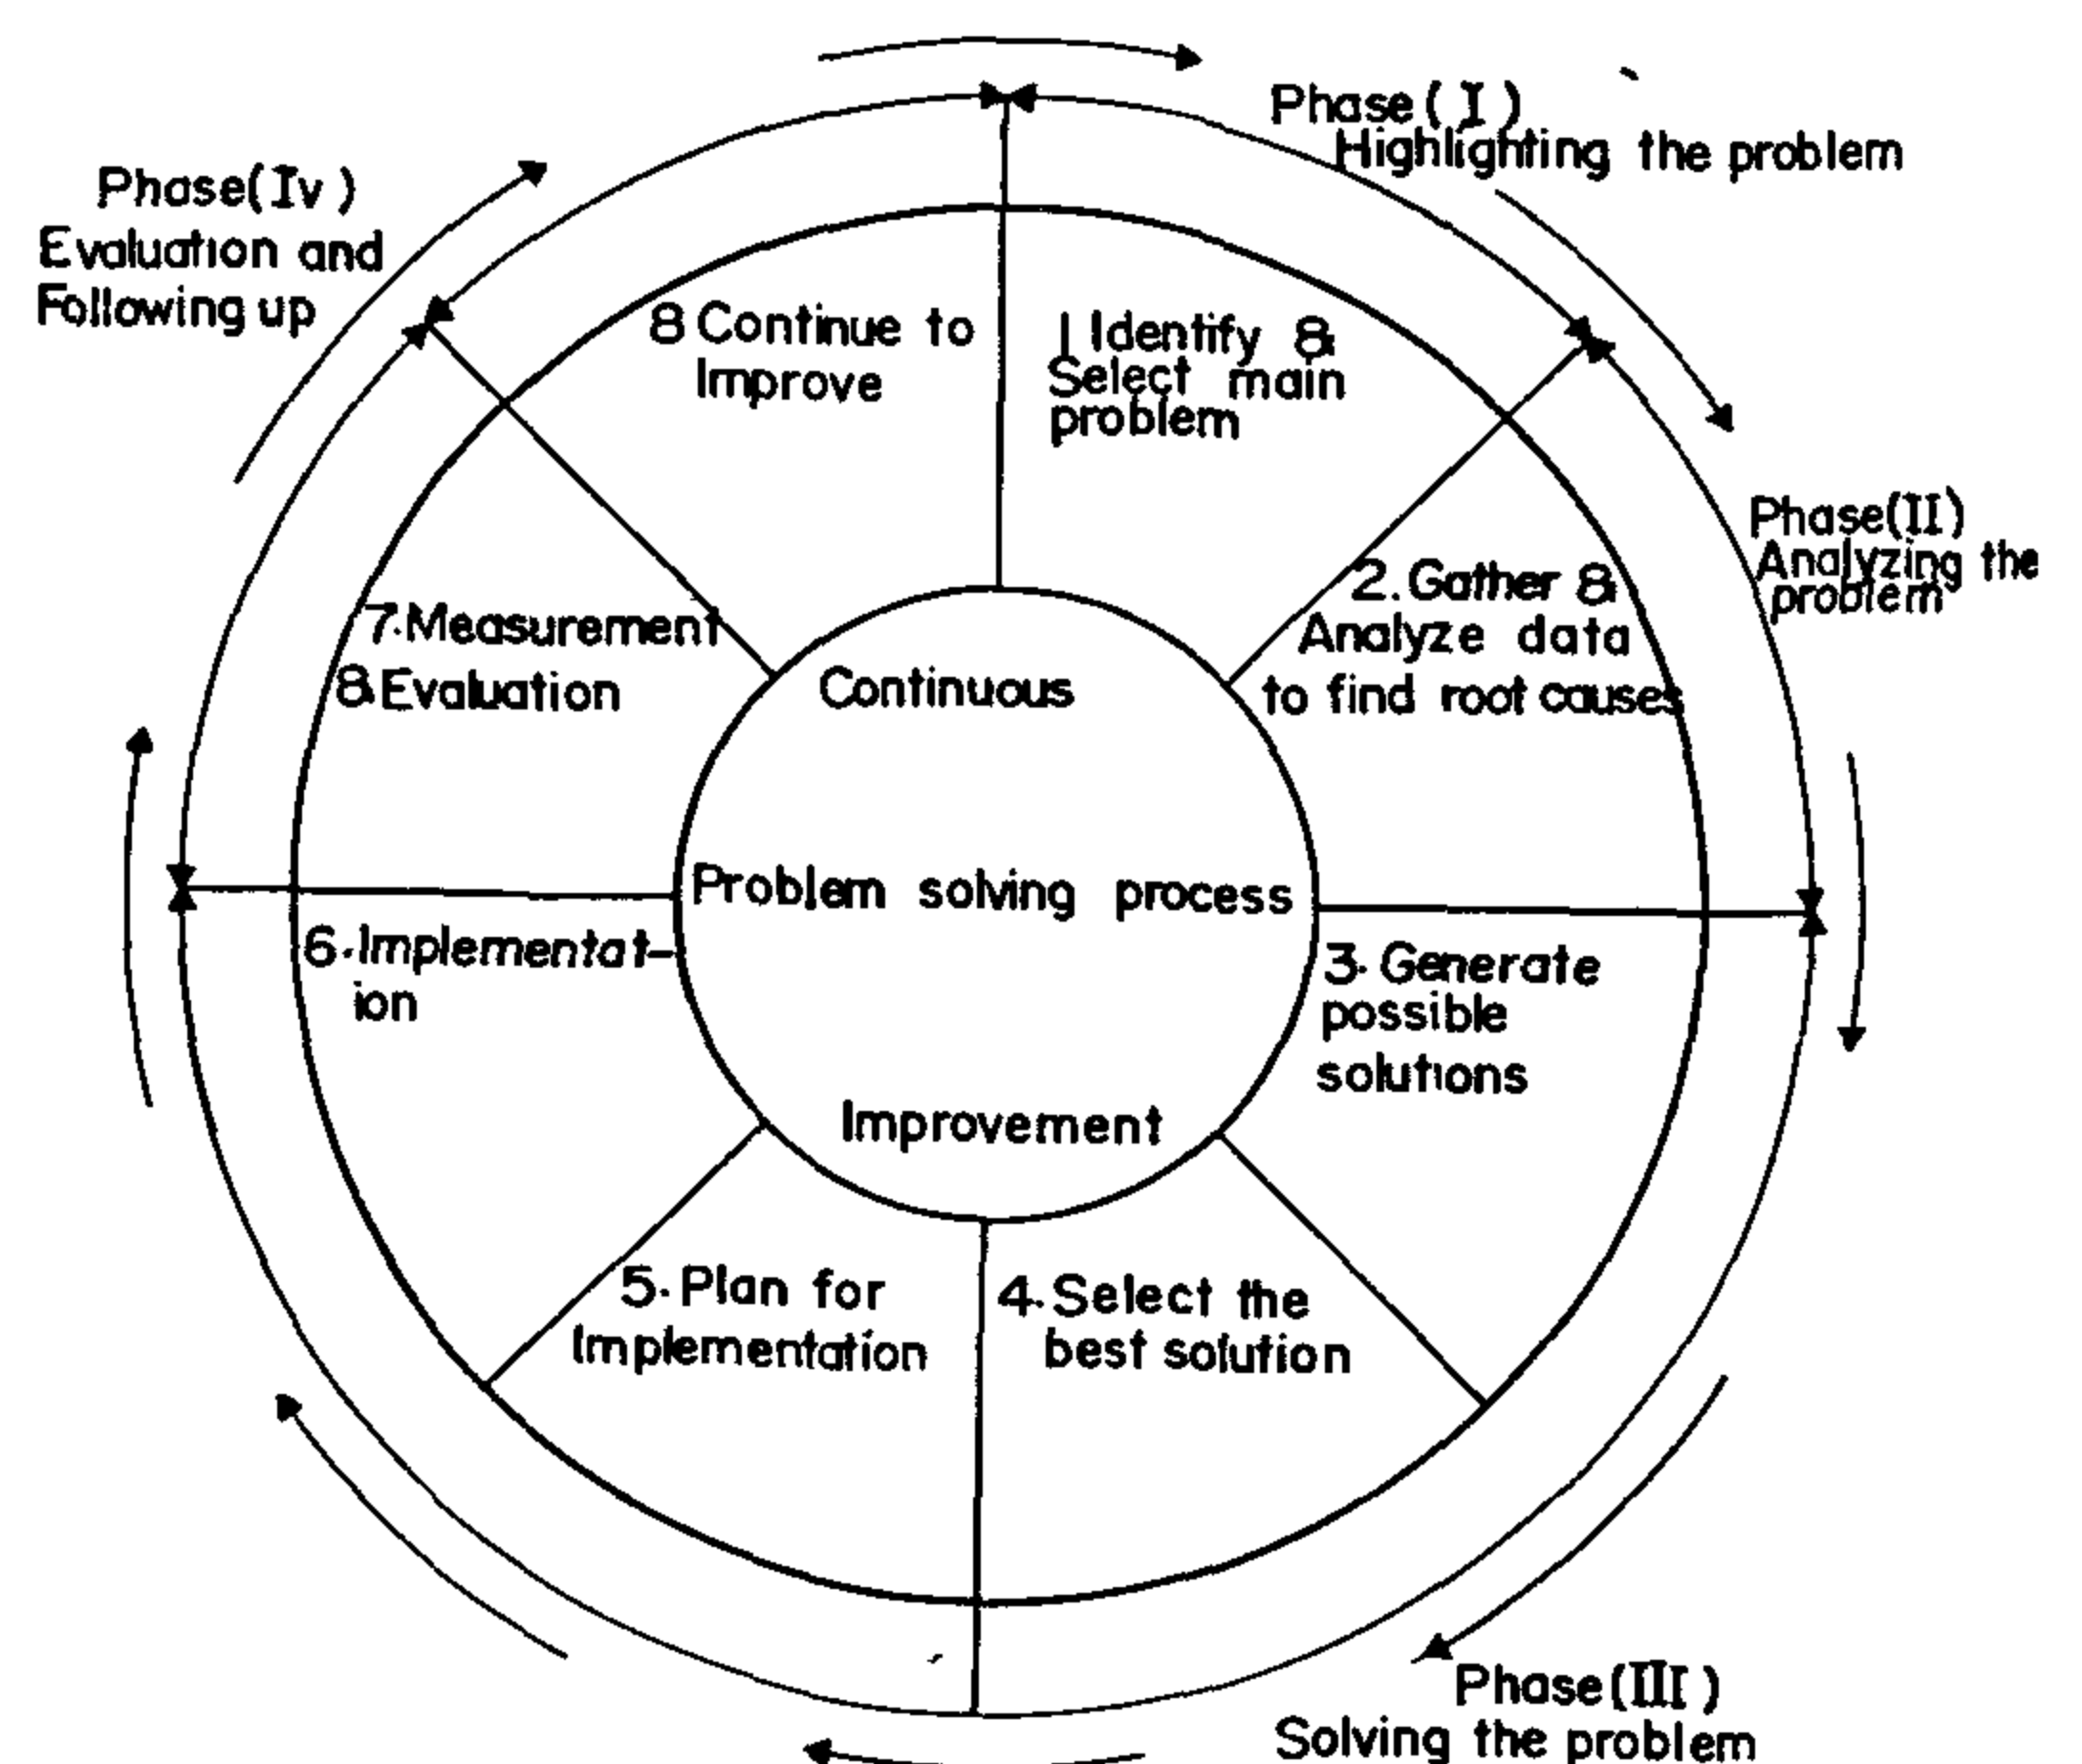 Phase(I)
Highlighting the problem
Phase(Iv)
Evaluation and
Following up
8 Continue to
Improve
1 Identify &
Select main
problem
Phase(II)
Analyzing the
problem
2. Gather &
Analyze data
to find root causes
7.Measurement
& Evaluation
Continuous
Problem solving process
Improvement
6.Implementat-
ion
3. Generate
possible
solutions
5. Plan for
Implementation
4. Select the
best solution
Phase(III)
Solving the problem